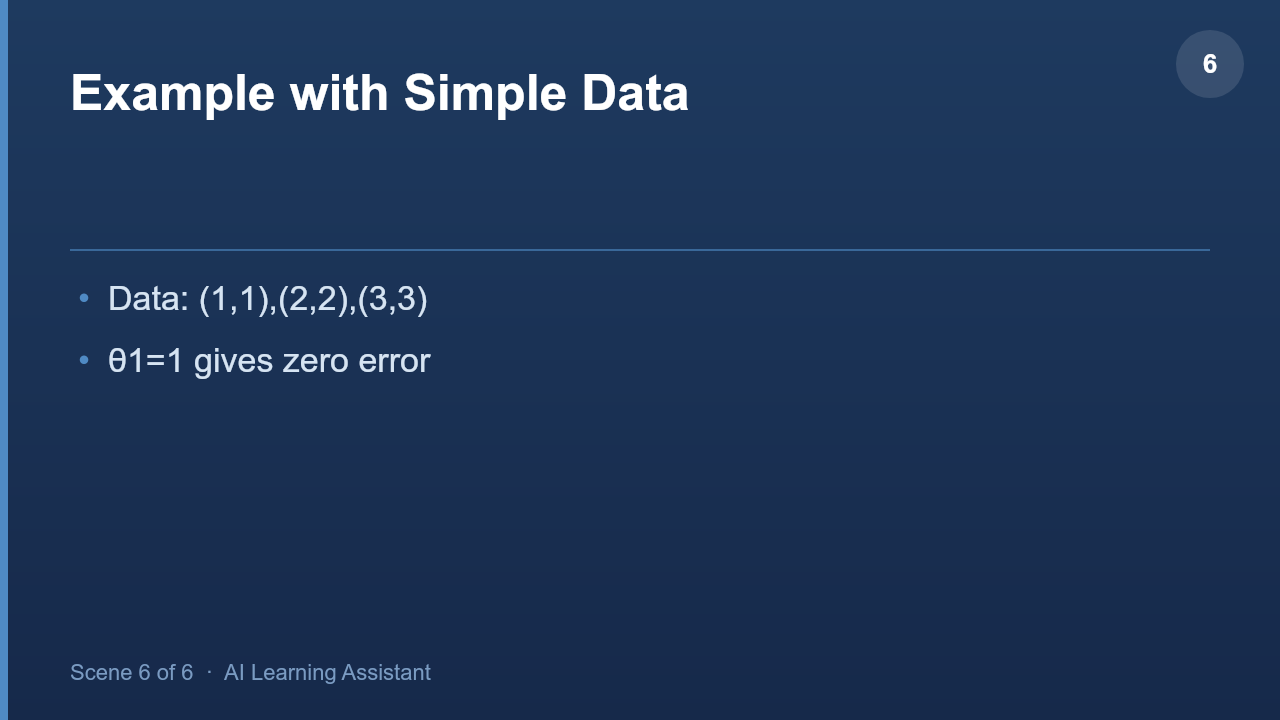 Example with Simple Data
6
• Data: (1,1),(2,2),(3,3)
• θ1=1 gives zero error
Scene 6 of 6 · AI Learning Assistant